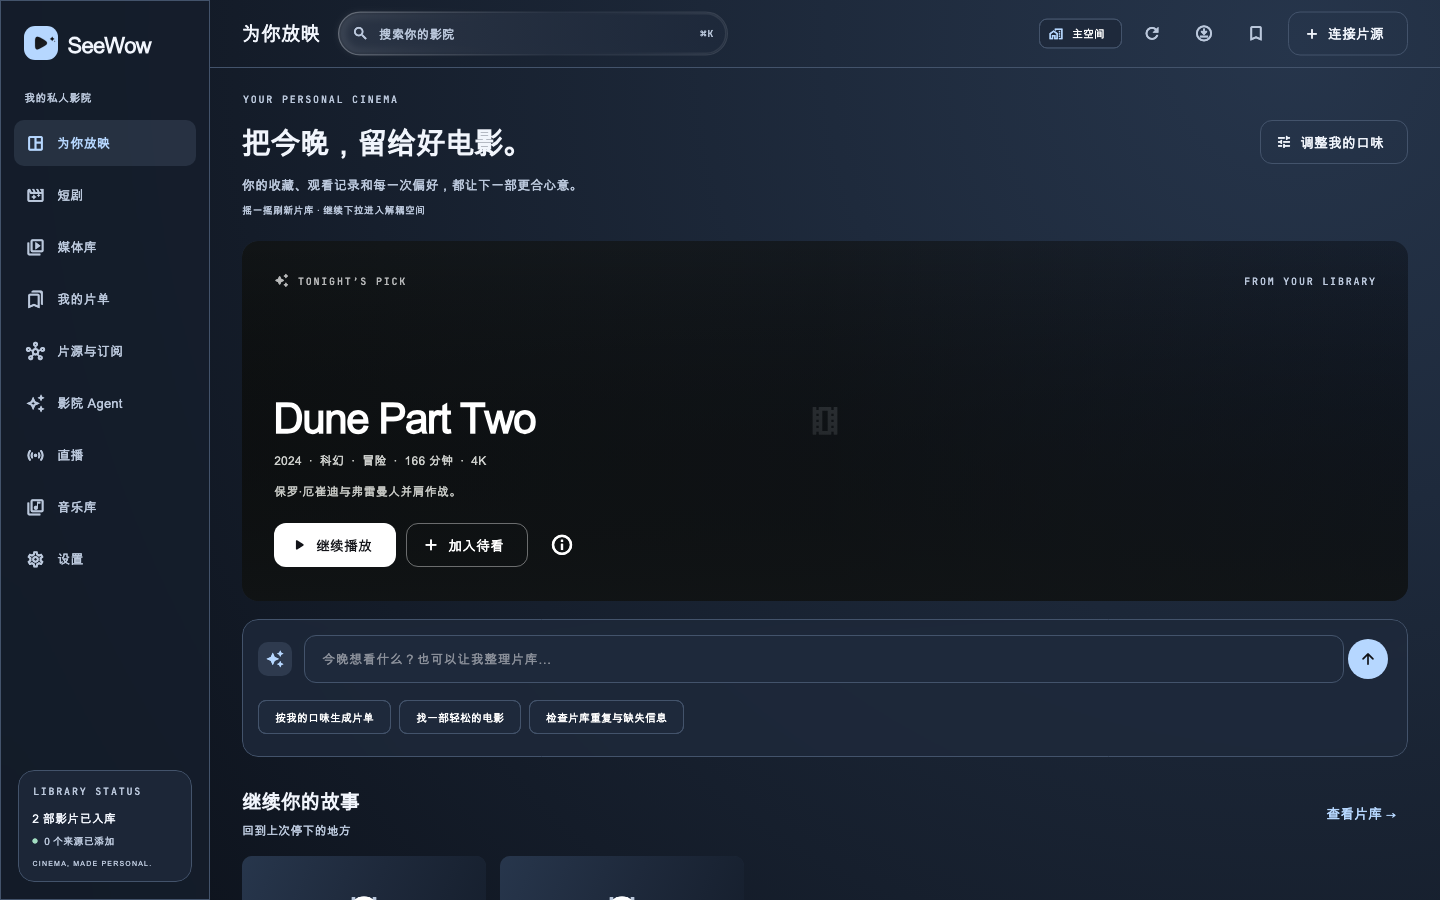 SeeWow
我的私人影院
为你放映
短剧
媒体库
我的片单
片源与订阅
影院 Agent
直播
音乐库
设置
LIBRARY STATUS
2 部影片已入库
0 个来源已添加
CINEMA, MADE PERSONAL.
为你放映
搜索你的影院
⌘K
主空间
连接片源
YOUR PERSONAL CINEMA
把今晚，留给好电影。
调整我的口味
你的收藏、观看记录和每一次偏好，都让下一部更合心意。
摇一摇刷新片库 · 继续下拉进入解耦空间
TONIGHT'S PICK
FROM YOUR LIBRARY
Dune Part Two
2024 · 科幻 · 冒险 · 166 分钟 · 4K
保罗·厄崔迪与弗雷曼人并肩作战。
继续播放
加入待看
今晚想看什么？也可以让我整理片库...
按我的口味生成片单
找一部轻松的电影
检查片库重复与缺失信息
继续你的故事
回到上次停下的地方
查看片库 →